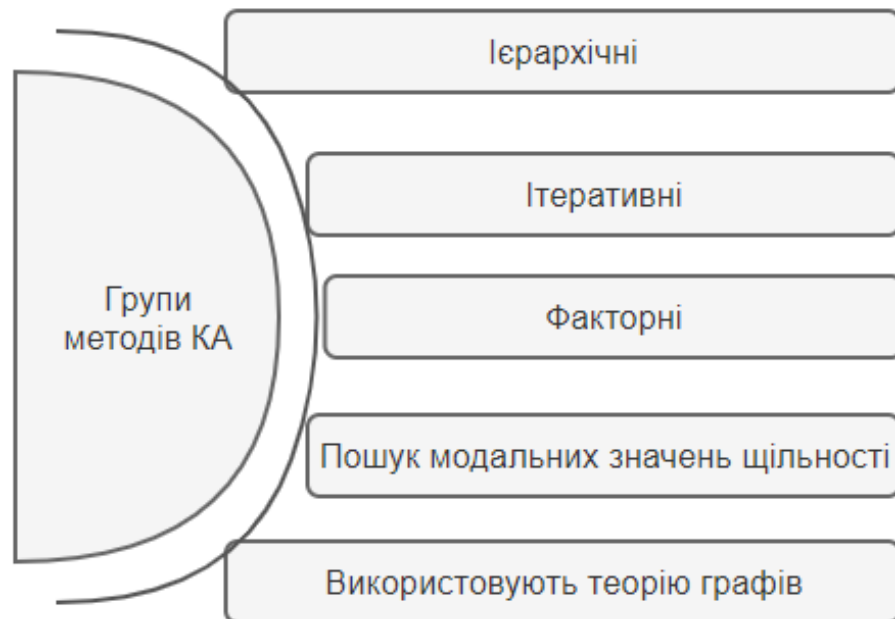 Ієрархічні
Ітеративні
Групи
методів КА
Факторні
Пошук модальних значень щільності
Використовують теорію графів